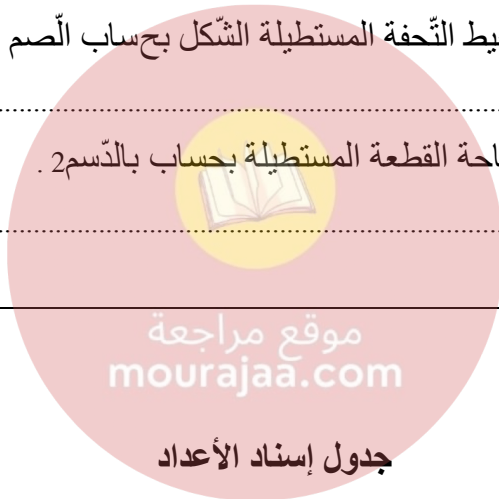 يط التّحفة المستطيلة الشّكل بحساب الّصم
..........................................
احة القطعة المستطيلة بحساب بالدّسم2 .
..........................................
موقع مراجعة
mourajaa.com
جدول إسناد الأعداد